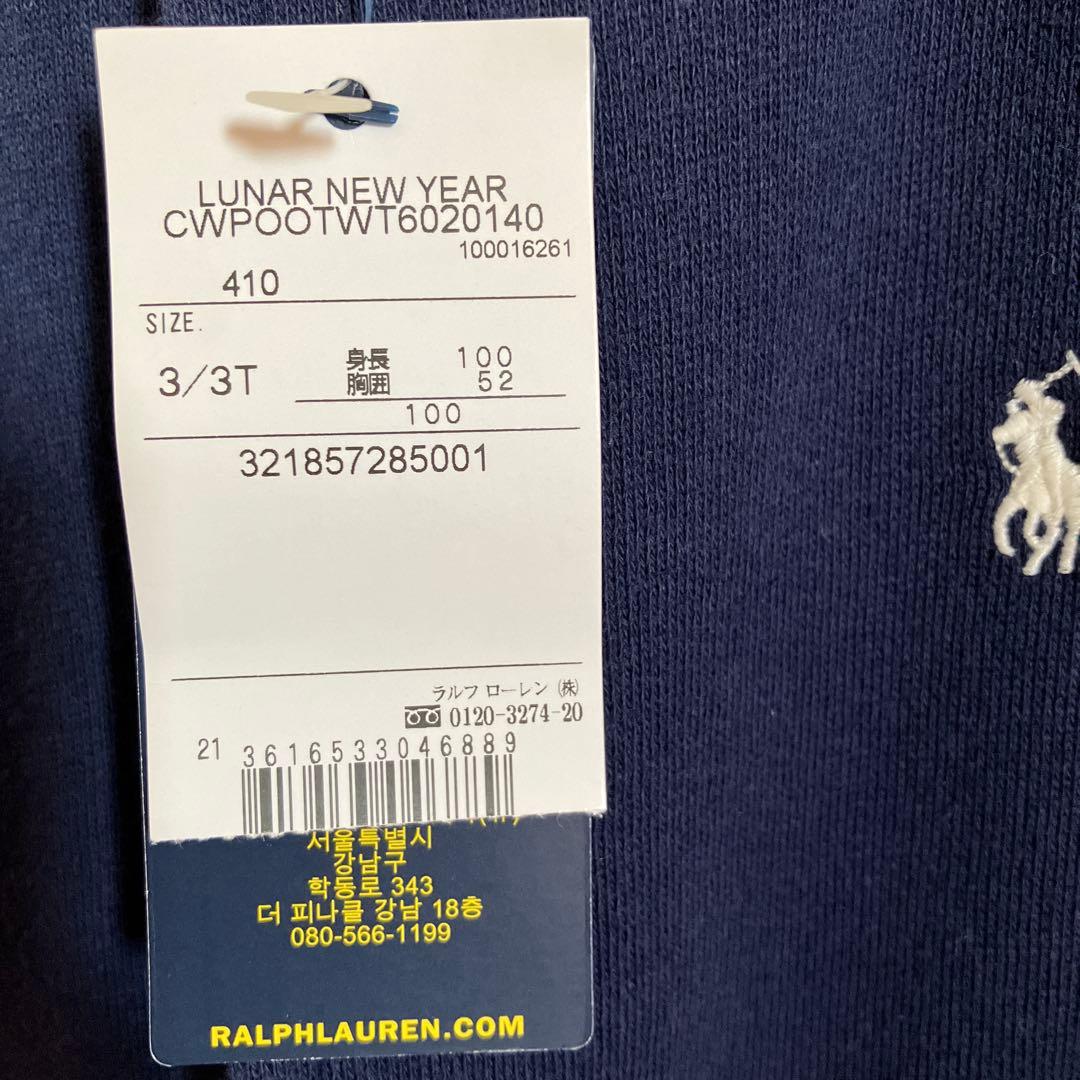 LUNAR NEW YEAR
CWPOOTWT6020140
100016261
410
SIZE.
3/3T
身長 100
胸囲 52
100
321857285001
ラルフ ローレン (株)
0120-3274-20
21 3616533046889
서울특별시
강남구
학동로 343
더 피나클 강남 18층
080-566-1199
RALPHLAUREN.COM